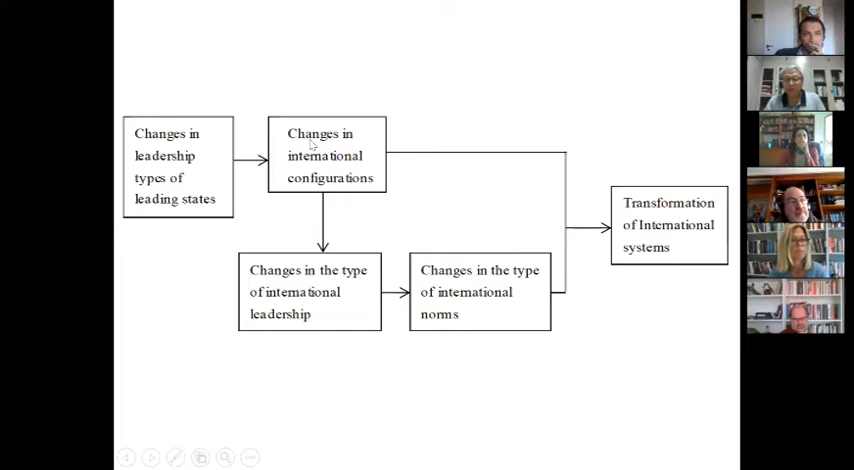 Changes in
leadership
types of
leading states
Changes in
international
configurations
Changes in the type
of international
leadership
Changes in the type
of international
norms
Transformation
of International
systems